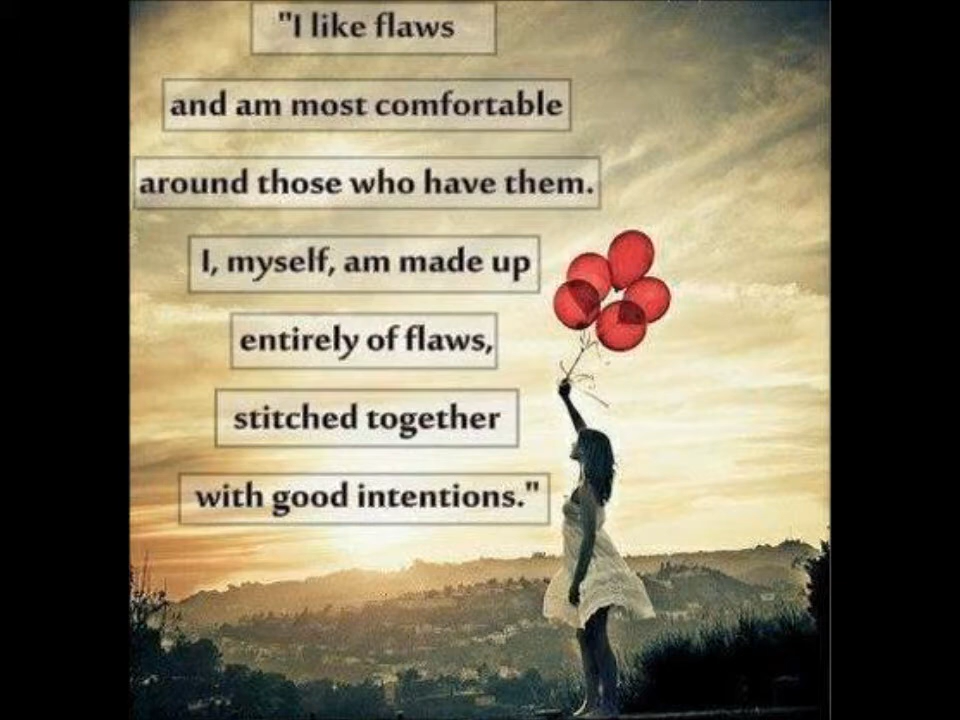 "I like flaws
and am most comfortable
around those who have them.
I, myself, am made up
entirely of flaws,
stitched together
with good intentions."